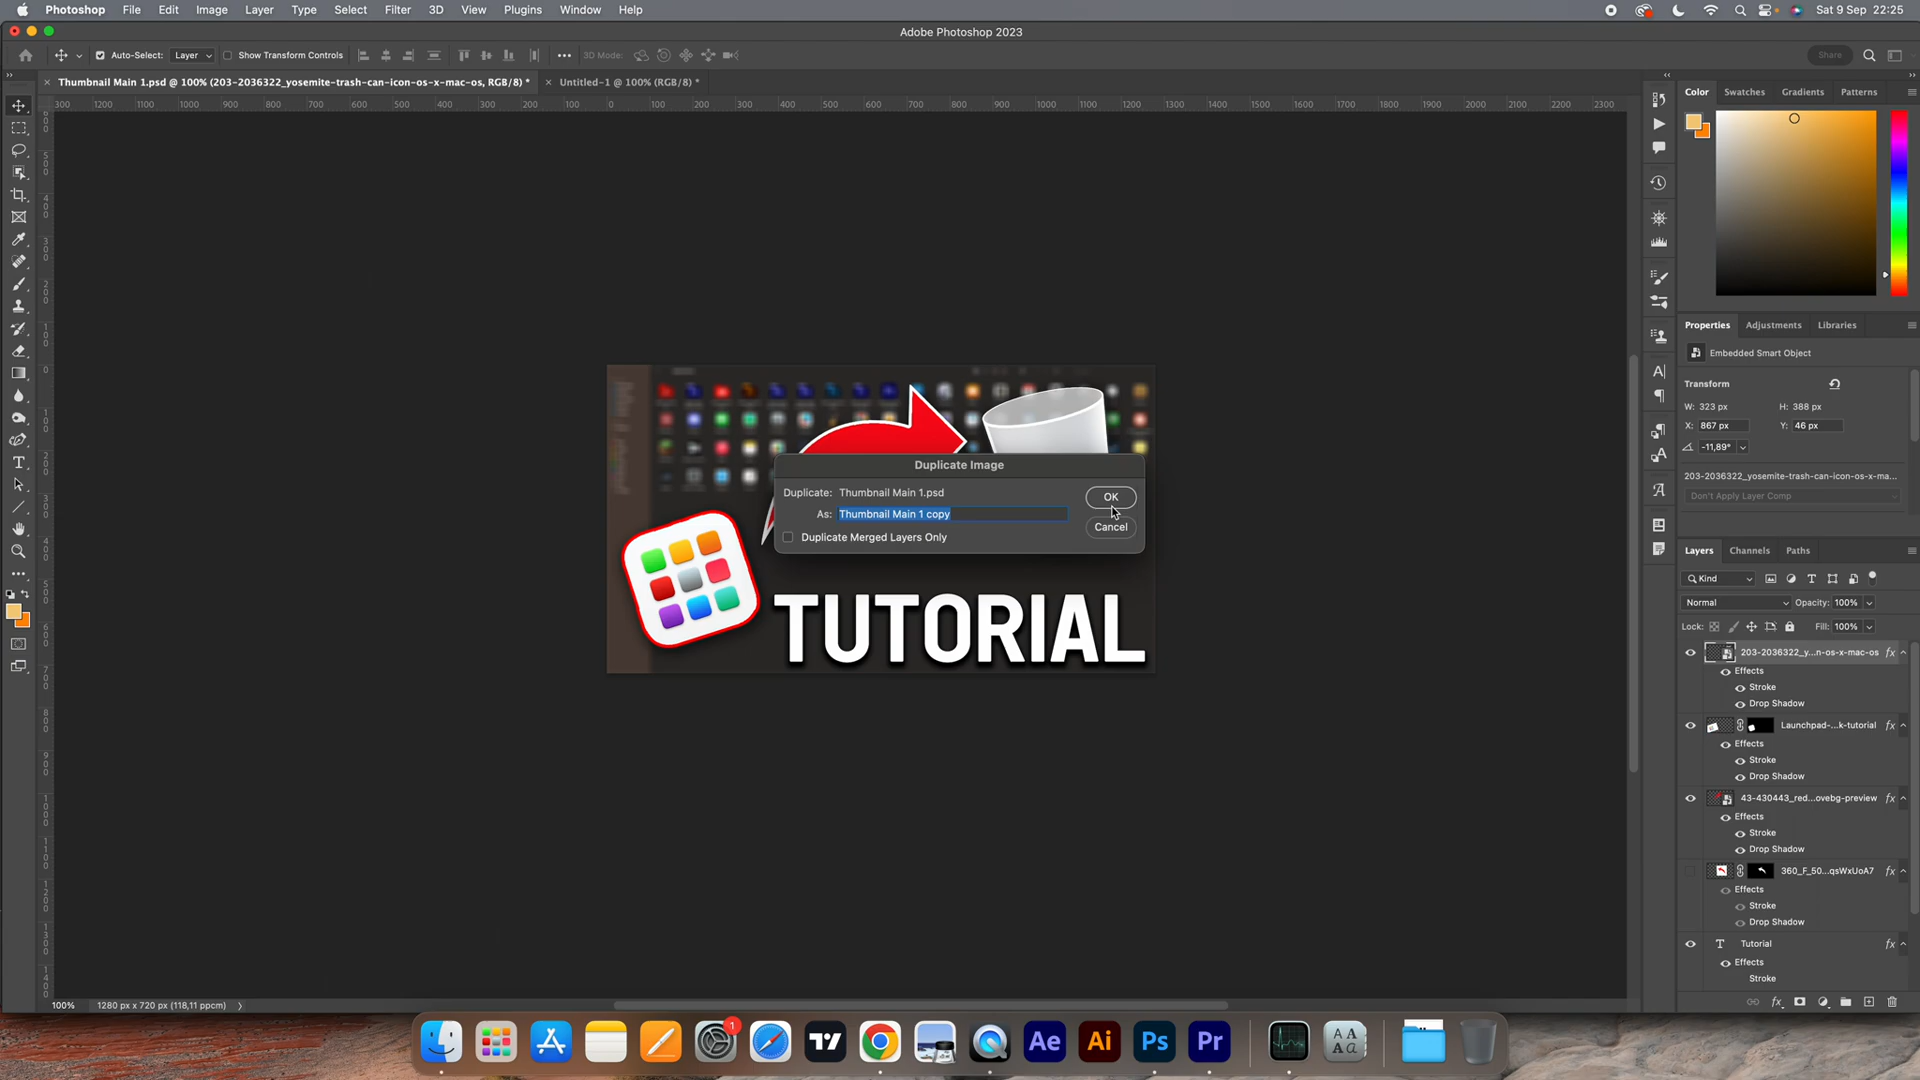 Photoshop File Edit Image Layer Type Select Filter 3D View Plugins Window Help Sat 9 Sep 22:25
Adobe Photoshop 2023
Auto-Select: Layer Show Transform Controls 3D Mode: Share
Thumbnail Main 1.psd @ 100% (203-2036322_yosemite-trash-can-icon-os-x-mac-os, RGB/8) * Untitled-1 @ 100% (RGB/8) *
Color Swatches Gradients Patterns
Properties Adjustments Libraries
Embedded Smart Object
Transform
W: 323 px H: 388 px
X: 867 px Y: 46 px
-11,89°
203-2036322_yosemite-trash-can-icon-os-x-ma...
Don't Apply Layer Comp
Duplicate Image
Duplicate: Thumbnail Main 1.psd
As: Thumbnail Main 1 copy
Duplicate Merged Layers Only
OK
Cancel
TUTORIAL
Layers Channels Paths
Kind
Normal Opacity: 100%
Lock: Fill: 100%
203-2036322_y...n-os-x-mac-os fx
Effects
Stroke
Drop Shadow
Launchpad-...k-tutorial fx
Effects
Stroke
Drop Shadow
43-430443_red...ovebg-preview fx
Effects
Stroke
Drop Shadow
360_F_50...qsWxUoA7 fx
Effects
Stroke
Drop Shadow
T Tutorial fx
Effects
Stroke
100% 1280 px x 720 px (118,11 ppcm)
1
Ae Ai Ps Pr